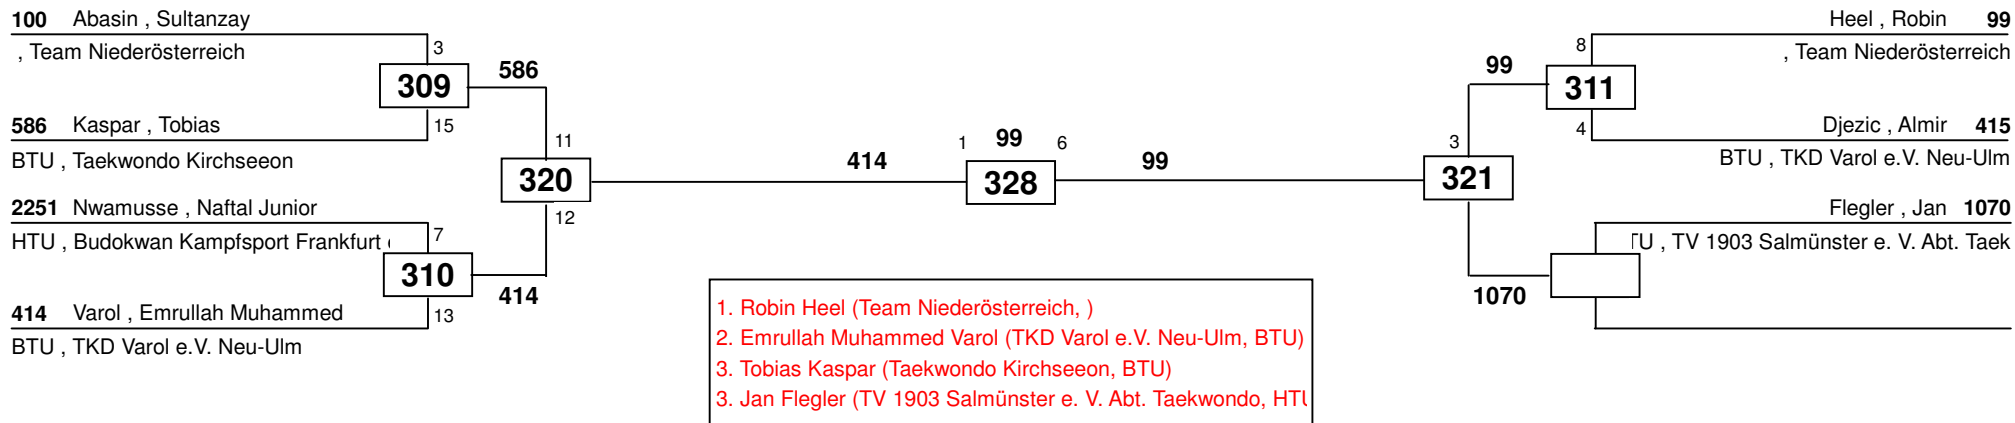 100 Abasin , Sultanzay
, Team Niederösterreich
3
309
586
15
586 Kaspar , Tobias
BTU , Taekwondo Kirchseeon
11
320
12
2251 Nwamusse , Naftal Junior
HTU , Budokwan Kampfsport Frankfurt
7
310
414
13
414 Varol , Emrullah Muhammed
BTU , TKD Varol e.V. Neu-Ulm
414
1 99 6
328
99
Heel , Robin 99
, Team Niederösterreich
8
99
311
4
Djezic , Almir 415
BTU , TKD Varol e.V. Neu-Ulm
3
321
Flegler , Jan 1070
TU , TV 1903 Salmünster e. V. Abt. Taek
1070
1. Robin Heel (Team Niederösterreich, )
2. Emrullah Muhammed Varol (TKD Varol e.V. Neu-Ulm, BTU)
3. Tobias Kaspar (Taekwondo Kirchseeon, BTU)
3. Jan Flegler (TV 1903 Salmünster e. V. Abt. Taekwondo, HTU